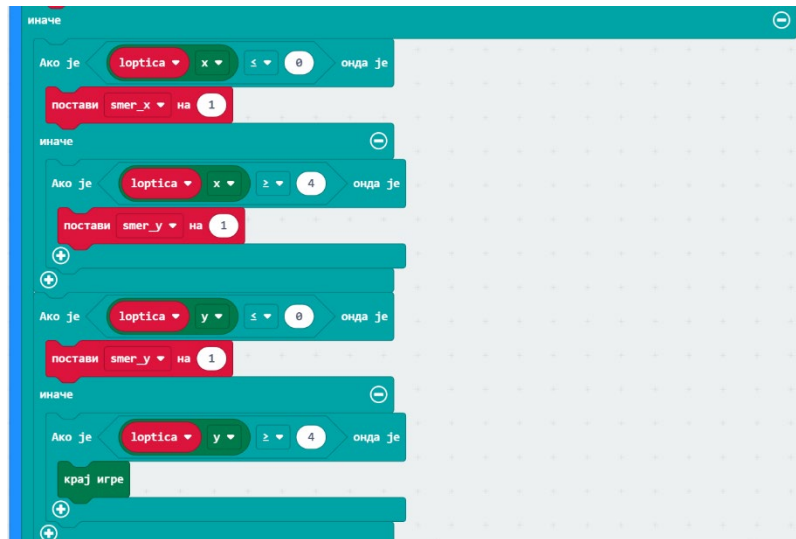 иначе
Ако је loptica x ≤ 0 онда је
постави smer_x на 1
иначе
Ако је loptica x ≥ 4 онда је
постави smer_y на 1
Ако је loptica y ≤ 0 онда је
постави smer_y на 1
иначе
Ако је loptica y ≥ 4 онда је
крај игре